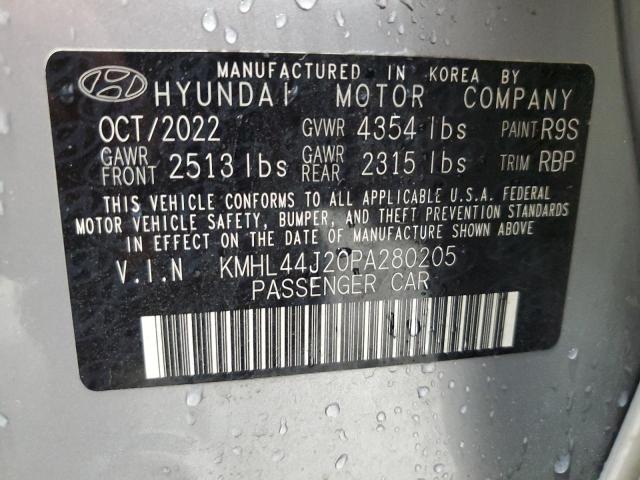 MANUFACTURED IN KOREA BY
HYUNDAI MOTOR COMPANY
OCT/2022 GVWR 4354 lbs PAINT R9S
GAWR FRONT 2513 lbs GAWR REAR 2315 lbs TRIM RBP
THIS VEHICLE CONFORMS TO ALL APPLICABLE U.S.A. FEDERAL
MOTOR VEHICLE SAFETY, BUMPER, AND THEFT PREVENTION STANDARDS
IN EFFECT ON THE DATE OF MANUFACTURE SHOWN ABOVE.
V.I.N KMHL44J20PA280205
PASSENGER CAR